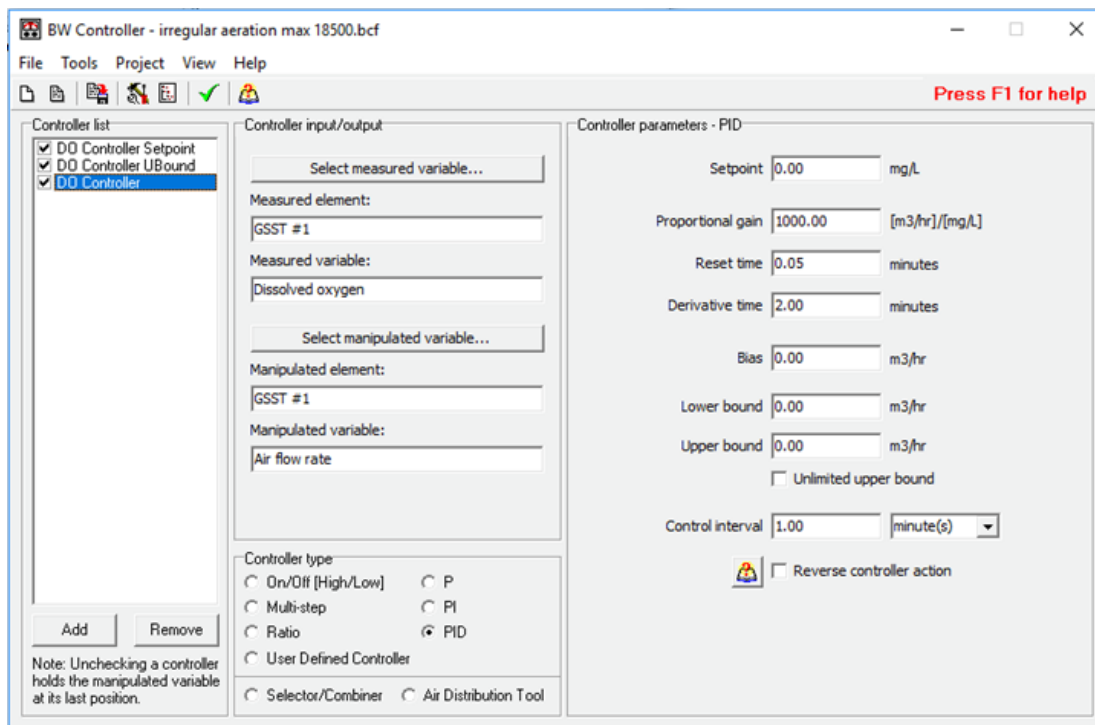 BW Controller - irregular aeration max 18500.bcf
File Tools Project View Help
Press F1 for help
Controller list
DO Controller Setpoint
DO Controller UBound
DO Controller
Add Remove
Note: Unchecking a controller
holds the manipulated variable
at its last position.
Controller input/output
Select measured variable...
Measured element:
GSST #1
Measured variable:
Dissolved oxygen
Select manipulated variable...
Manipulated element:
GSST #1
Manipulated variable:
Air flow rate
Controller type
On/Off [High/Low] P
Multi-step PI
Ratio PID
User Defined Controller
Selector/Combiner Air Distribution Tool
Controller parameters - PID
Setpoint 0.00 mg/L
Proportional gain 1000.00 [m3/hr]/[mg/L]
Reset time 0.05 minutes
Derivative time 2.00 minutes
Bias 0.00 m3/hr
Lower bound 0.00 m3/hr
Upper bound 0.00 m3/hr
Unlimited upper bound
Control interval 1.00 minute(s)
Reverse controller action